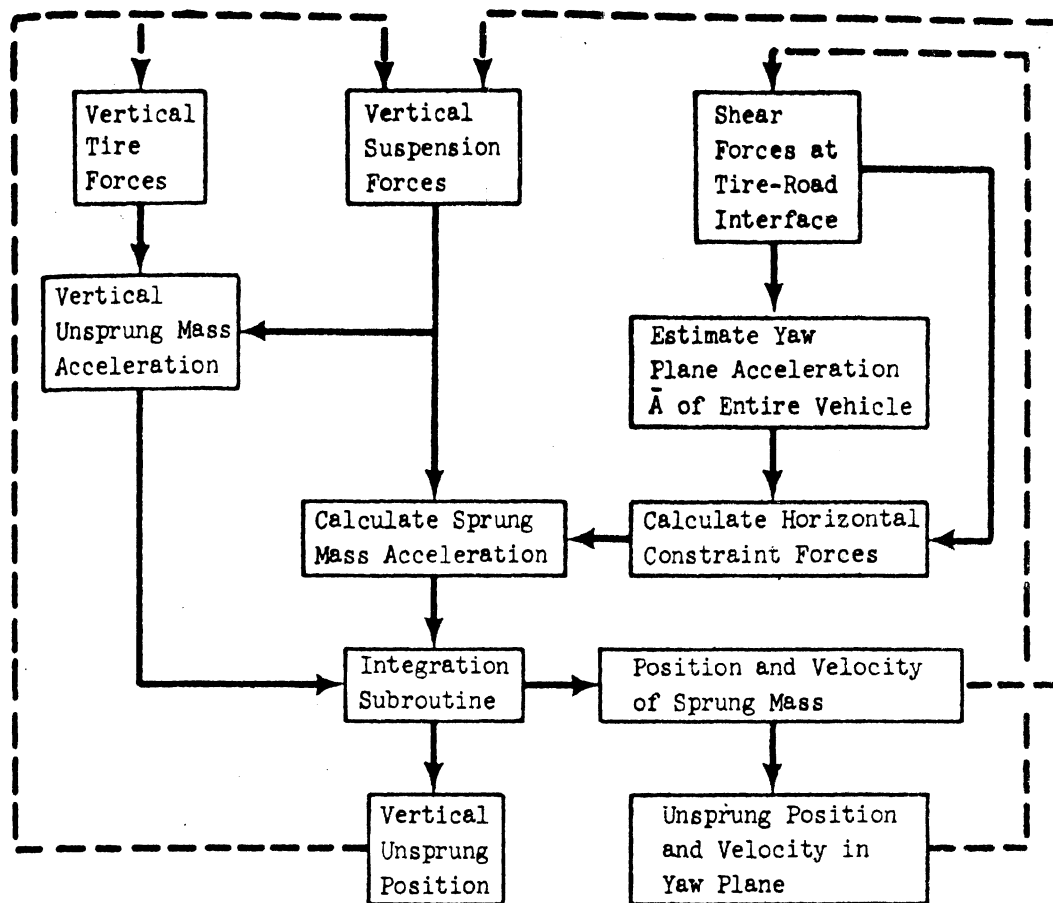 Vertical
Tire
Forces
Vertical
Suspension
Forces
Shear
Forces at
Tire-Road
Interface
Vertical
Unsprung Mass
Acceleration
Estimate Yaw
Plane Acceleration
Ā of Entire Vehicle
Calculate Sprung
Mass Acceleration
Calculate Horizontal
Constraint Forces
Integration
Subroutine
Position and Velocity
of Sprung Mass
Vertical
Unsprung
Position
Unsprung Position
and Velocity in
Yaw Plane